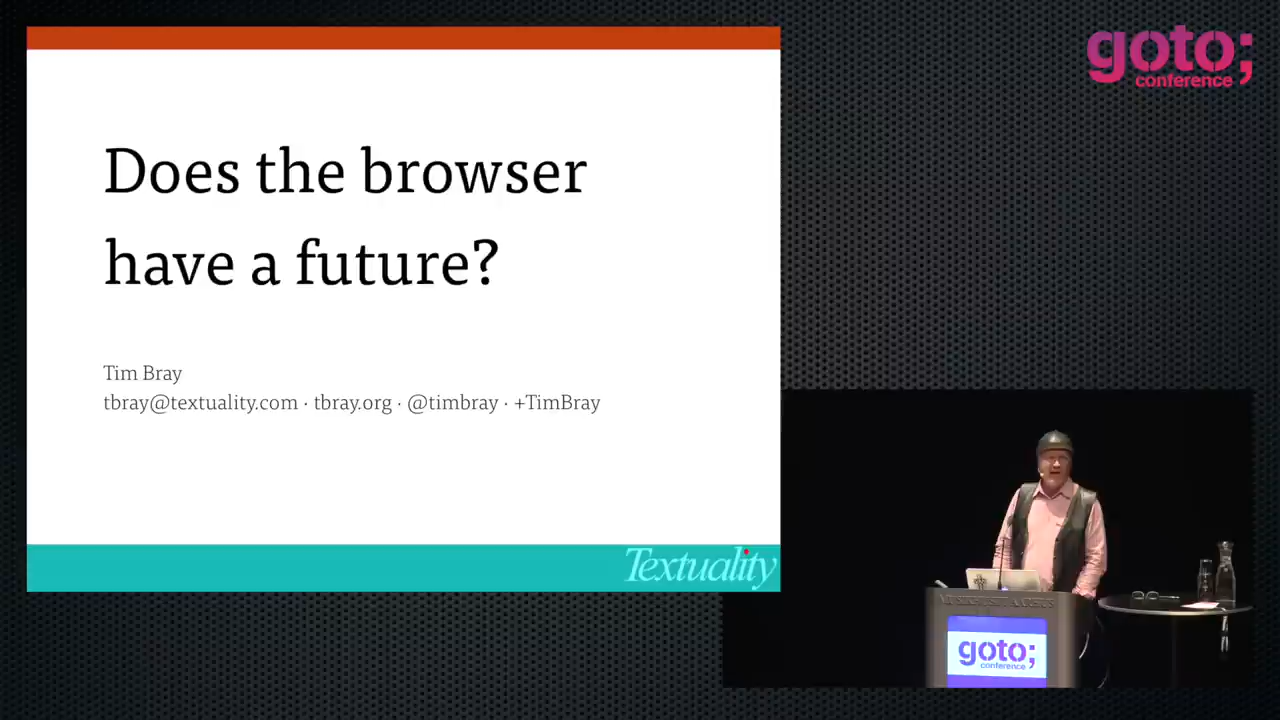 goto;
conference
Does the browser
have a future?
Tim Bray
tbray@textuality.com · tbray.org · @timbray · +TimBray
Textuality
goto;
conference